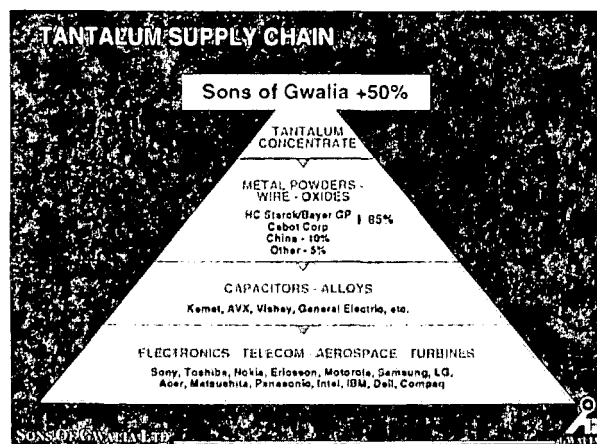 TANTALUM SUPPLY CHAIN
Sons of Gwalia +50%
TANTALUM
CONCENTRATE
METAL POWDERS -
WIRE - OXIDES
HC Starck/Bayer GP
Cabot Corp
} 85%
China - 10%
Other - 5%
CAPACITORS - ALLOYS
Kemet, AVX, Vishay, General Electric, etc.
ELECTRONICS TELECOM AEROSPACE TURBINES
Sony, Toshiba, Nokia, Ericsson, Motorola, Samsung, LG,
Acer, Matsushita, Panasonic, Intel, IBM, Dell, Compaq
SONS OF GWALIA LTD